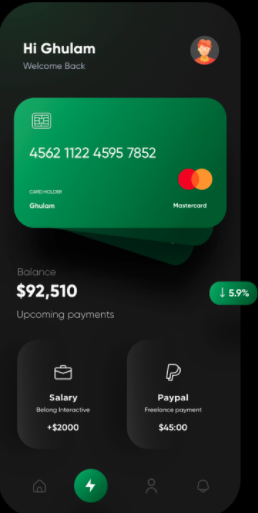 Hi Ghulam
Welcome Back
4562 1122 4595 7852
CARD HOLDER
Ghulam
Mastercard
Balance
$92,510
↓ 5.9%
Upcoming payments
Salary
Belong Interactive
+$2000
Paypal
Freelance payment
$45:00